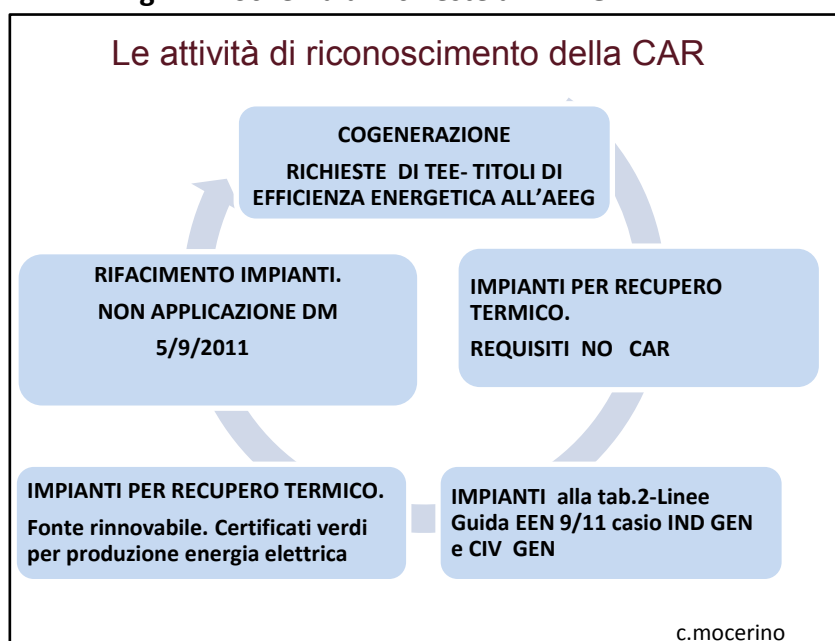 Le attività di riconoscimento della CAR
COGENERAZIONE
RICHIESTE DI TEE- TITOLI DI
EFFICIENZA ENERGETICA ALL'AEEG
IMPIANTI PER RECUPERO
TERMICO.
REQUISITI NO CAR
IMPIANTI alla tab.2-Linee
Guida EEN 9/11 casio IND GEN
e CIV GEN
IMPIANTI PER RECUPERO TERMICO.
Fonte rinnovabile. Certificati verdi
per produzione energia elettrica
RIFACIMENTO IMPIANTI.
NON APPLICAZIONE DM
5/9/2011
c.mocerino